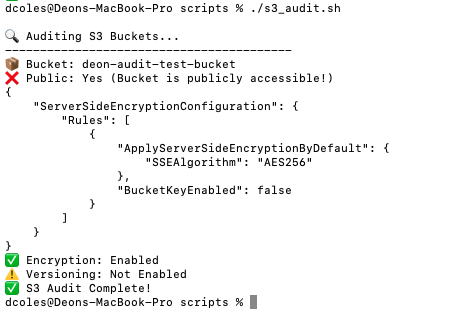 dcoles@Deons-MacBook-Pro scripts % ./s3_audit.sh
🔍 Auditing S3 Buckets...
-----------------------------------------
📦 Bucket: deon-audit-test-bucket
❌ Public: Yes (Bucket is publicly accessible!)
{
    "ServerSideEncryptionConfiguration": {
        "Rules": [
            {
                "ApplyServerSideEncryptionByDefault": {
                    "SSEAlgorithm": "AES256"
                },
                "BucketKeyEnabled": false
            }
        ]
    }
}
✅ Encryption: Enabled
⚠️ Versioning: Not Enabled
✅ S3 Audit Complete!
dcoles@Deons-MacBook-Pro scripts %